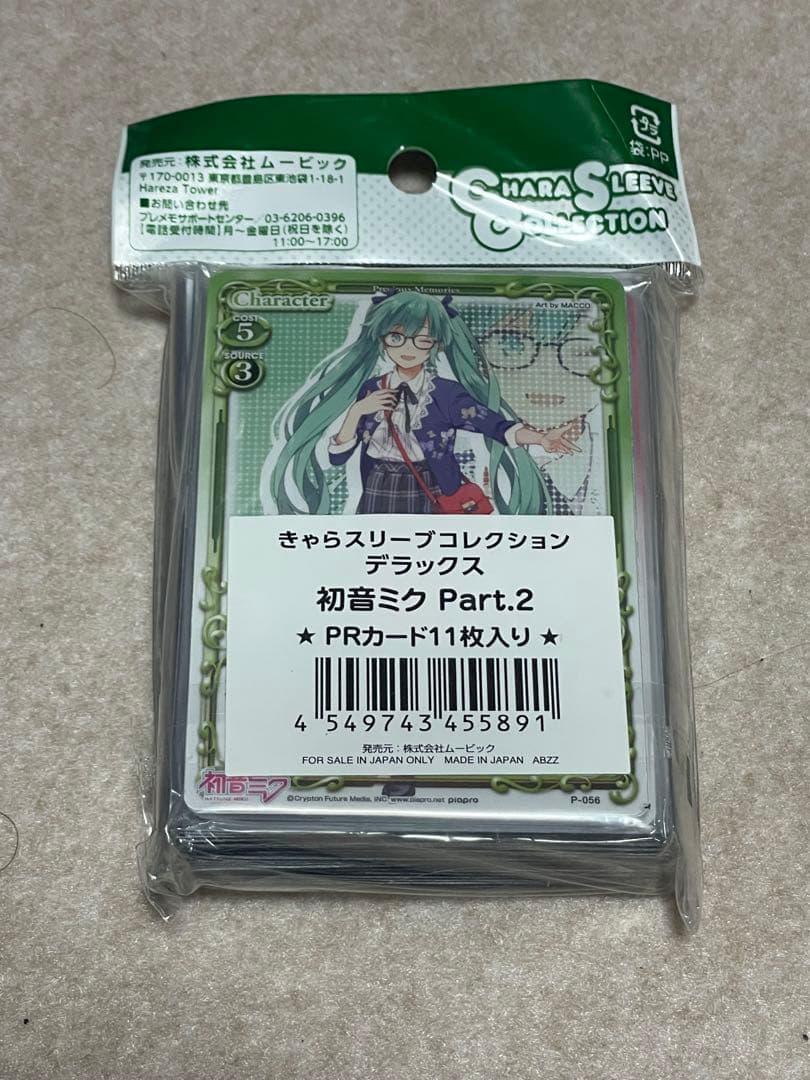 発売元：株式会社ムービック
〒170-0013 東京都豊島区東池袋1-18-1
Hareza Tower
■お問い合わせ先
プレメモサポートセンター／03-6206-0396
【電話受付時間】月～金曜日(祝日を除く)
11:00～17:00
プラ
袋:PP
CHARA SLEEVE
COLLECTION
Precious Memories
Character
Art by MACCO
COST
5
SOURCE
3
きゃらスリーブコレクション
デラックス
初音ミク Part.2
★ PRカード11枚入り ★
4 549743 455891
発売元：株式会社ムービック
FOR SALE IN JAPAN ONLY MADE IN JAPAN ABZZ
初音ミク
©Crypton Future Media, INC. www.piapro.net piapro
P-056